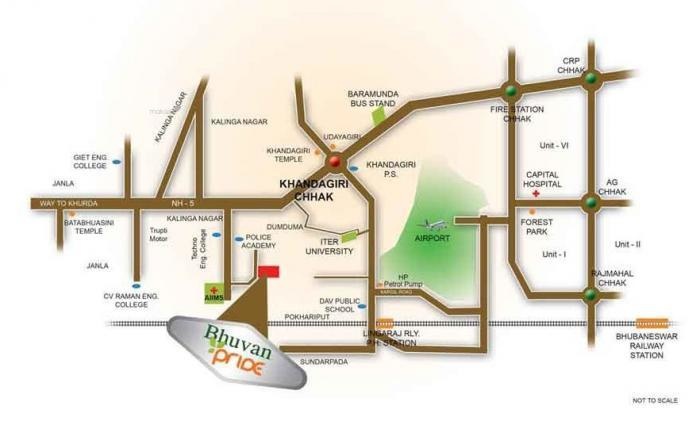 CRP
CHHAK
BARAMUNDA
BUS STAND
FIRE STATION
CHHAK
KALINGA NAGAR
KALINGA NAGAR
UDAYAGIRI
KHANDAGIRI
TEMPLE
KHANDAGIRI
P.S.
Unit - VI
GIET ENG.
COLLEGE
JANLA
KHANDAGIRI
CHHAK
CAPITAL
HOSPITAL
AG
CHHAK
WAY TO KHURDA
NH - 5
KALINGA NAGAR
BATABHUASINI
TEMPLE
Trupti
Motor
Techno
Eng. College
POLICE
ACADEMY
DUMDUMA
ITER
UNIVERSITY
AIRPORT
FOREST
PARK
Unit - I
Unit - II
JANLA
RAJMAHAL
CHHAK
HP
Petrol Pump
KARGIL ROAD
CV RAMAN ENG.
COLLEGE
AIIMS
DAV PUBLIC
SCHOOL
POKHARIPUT
LINGARAJ RLY.
P.H. STATION
BHUBANESWAR
RAILWAY
STATION
Bhuvan
PRIDE
SUNDARPADA
NOT TO SCALE